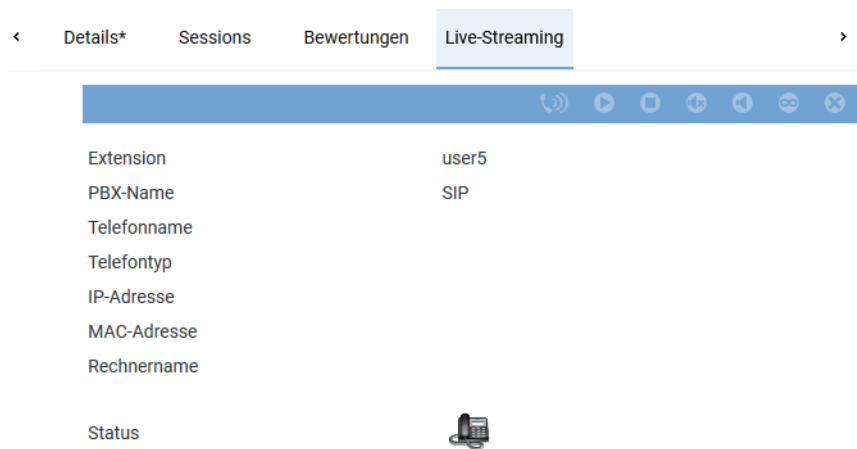 Details* Sessions Bewertungen Live-Streaming
Extension user5
PBX-Name SIP
Telefonname
Telefontyp
IP-Adresse
MAC-Adresse
Rechnername
Status